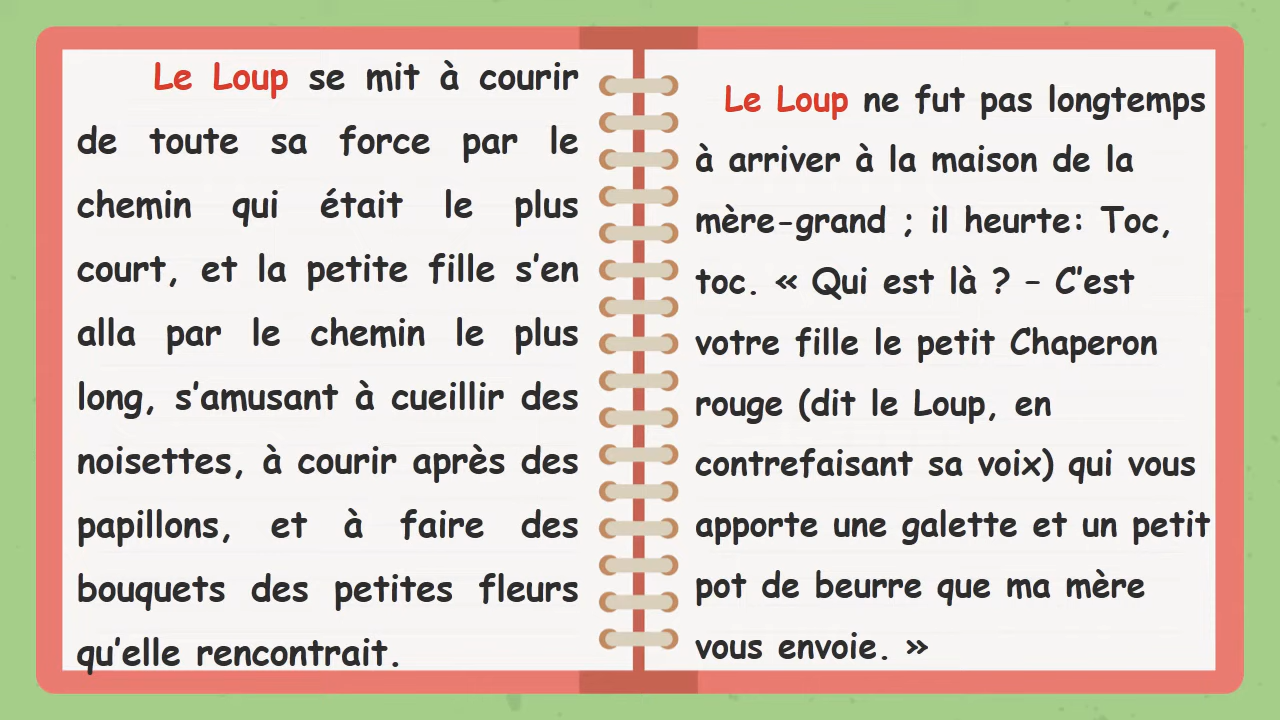 Le Loup se mit à courir
de toute sa force par le
chemin qui était le plus
court, et la petite fille s’en
alla par le chemin le plus
long, s’amusant à cueillir des
noisettes, à courir après des
papillons, et à faire des
bouquets des petites fleurs
qu’elle rencontrait.
Le Loup ne fut pas longtemps
à arriver à la maison de la
mère-grand ; il heurte: Toc,
toc. « Qui est là ? – C’est
votre fille le petit Chaperon
rouge (dit le Loup, en
contrefaisant sa voix) qui vous
apporte une galette et un petit
pot de beurre que ma mère
vous envoie. »